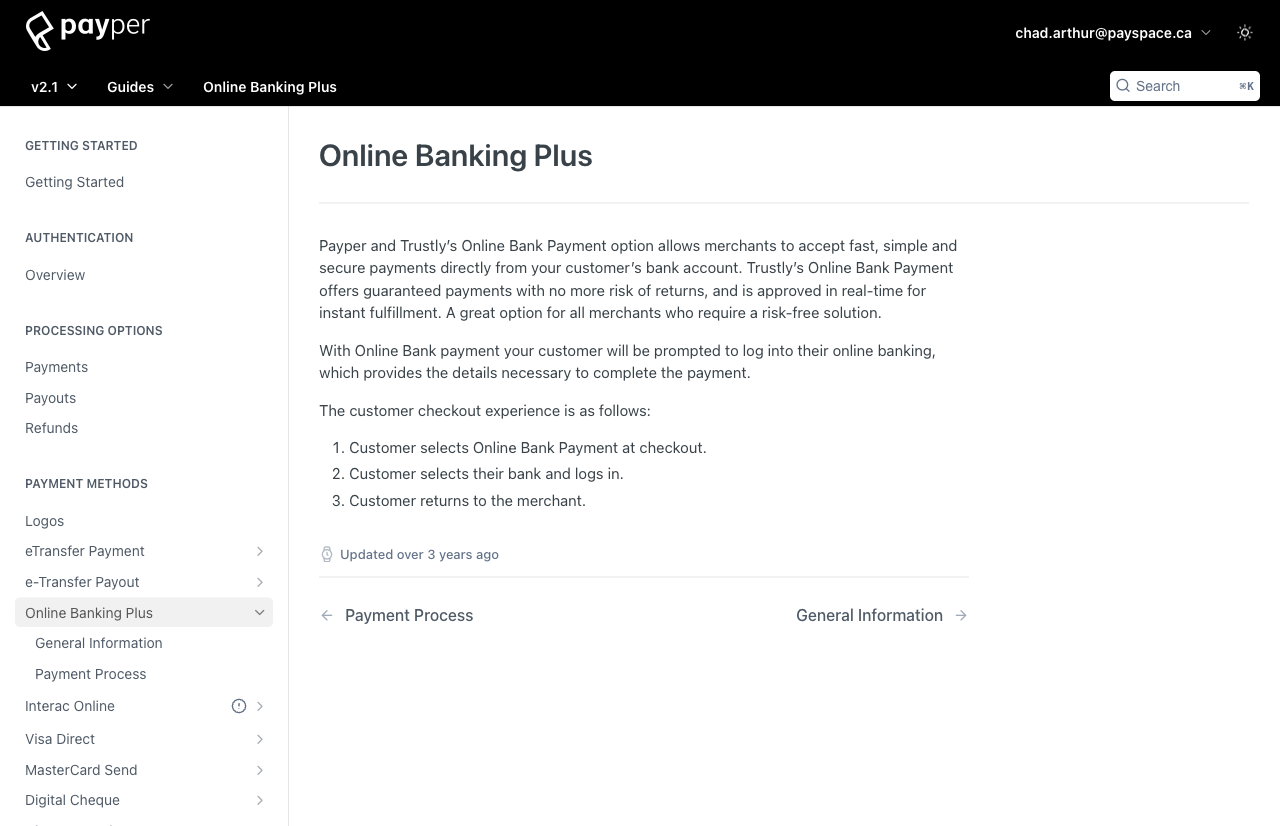 payper
chad.arthur@payspace.ca
v2.1
Guides
Online Banking Plus
Search
⌘K
GETTING STARTED
Getting Started
AUTHENTICATION
Overview
PROCESSING OPTIONS
Payments
Payouts
Refunds
PAYMENT METHODS
Logos
eTransfer Payment
e-Transfer Payout
Online Banking Plus
General Information
Payment Process
Interac Online
Visa Direct
MasterCard Send
Digital Cheque
Online Banking Plus
Payper and Trustly’s Online Bank Payment option allows merchants to accept fast, simple and
secure payments directly from your customer’s bank account. Trustly’s Online Bank Payment
offers guaranteed payments with no more risk of returns, and is approved in real-time for
instant fulfillment. A great option for all merchants who require a risk-free solution.
With Online Bank payment your customer will be prompted to log into their online banking,
which provides the details necessary to complete the payment.
The customer checkout experience is as follows:
1. Customer selects Online Bank Payment at checkout.
2. Customer selects their bank and logs in.
3. Customer returns to the merchant.
Updated over 3 years ago
Payment Process
General Information